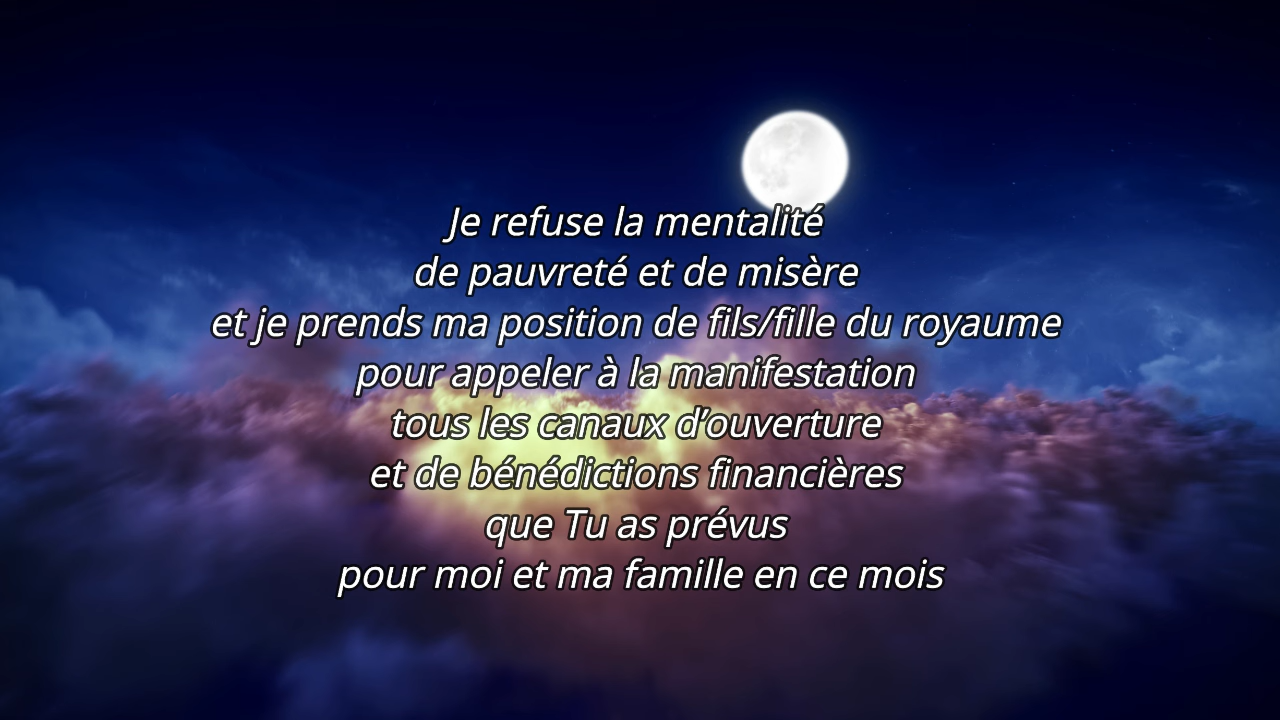 Je refuse la mentalité
de pauvreté et de misère
et je prends ma position de fils/fille du royaume
pour appeler à la manifestation
tous les canaux d’ouverture
et de bénédictions financières
que Tu as prévus
pour moi et ma famille en ce mois